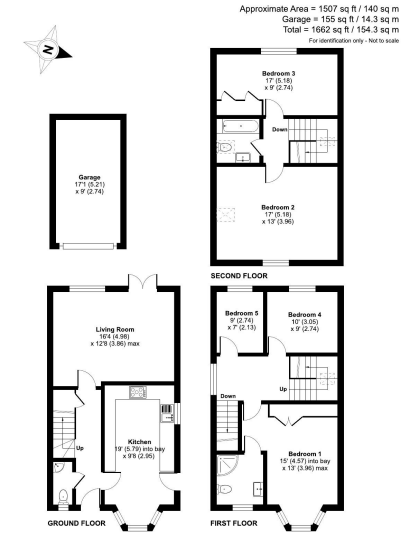 Approximate Area = 1507 sq ft / 140 sq m
Garage = 155 sq ft / 14.3 sq m
Total = 1662 sq ft / 154.3 sq m
For identification only - Not to scale
N
Bedroom 3
17' (5.18)
x 9' (2.74)
Down
Bedroom 2
17' (5.18)
x 13' (3.96)
SECOND FLOOR
Garage
17'1 (5.21)
x 9' (2.74)
Living Room
16'4 (4.98)
x 12'8 (3.86) max
Up
Kitchen
19' (5.79) into bay
x 9'8 (2.95)
GROUND FLOOR
Bedroom 5
9' (2.74)
x 7' (2.13)
Bedroom 4
10' (3.05)
x 9' (2.74)
Up
Down
Bedroom 1
15' (4.57) into bay
x 13' (3.96) max
FIRST FLOOR